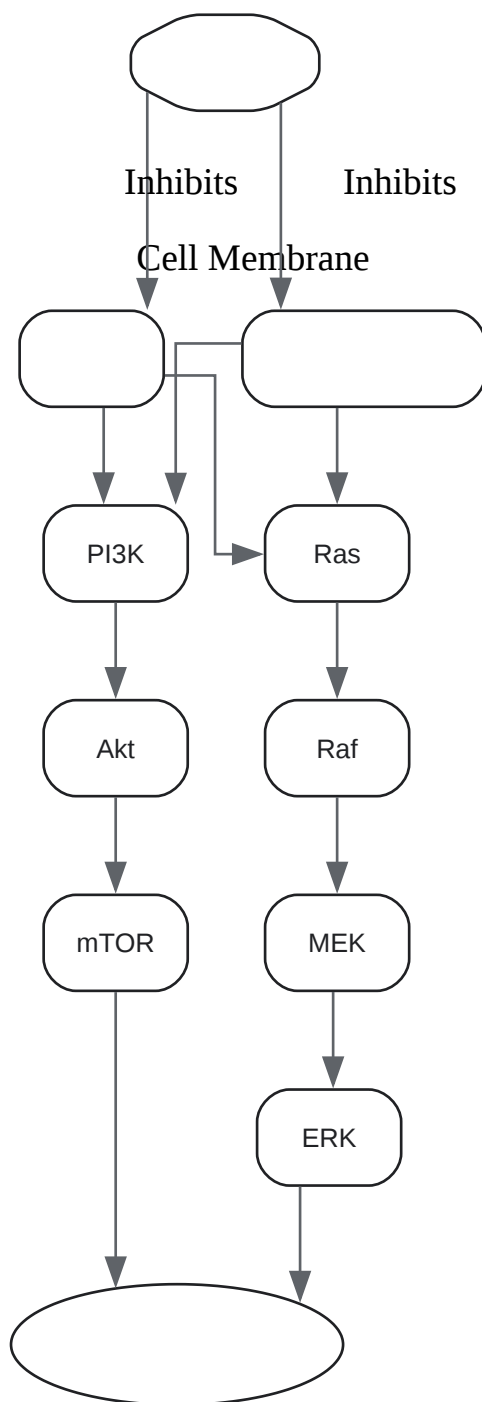 Inhibits
Inhibits
Cell Membrane
PI3K
Ras
Akt
Raf
mTOR
MEK
ERK